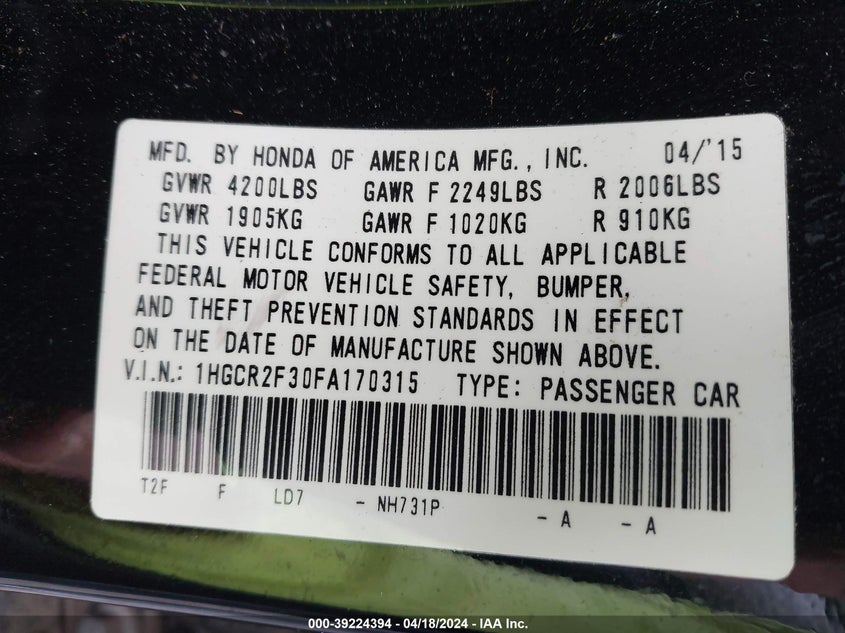 MFD. BY HONDA OF AMERICA MFG., INC. 04/'15
GVWR 4200LBS GAWR F 2249LBS R 2006LBS
GVWR 1905KG GAWR F 1020KG R 910KG
THIS VEHICLE CONFORMS TO ALL APPLICABLE
FEDERAL MOTOR VEHICLE SAFETY, BUMPER,
AND THEFT PREVENTION STANDARDS IN EFFECT
ON THE DATE OF MANUFACTURE SHOWN ABOVE.
V.I.N.: 1HGCR2F30FA170315 TYPE: PASSENGER CAR
T2F F LD7 - NH731P - A - A
000-39224394 - 04/18/2024 - IAA Inc.